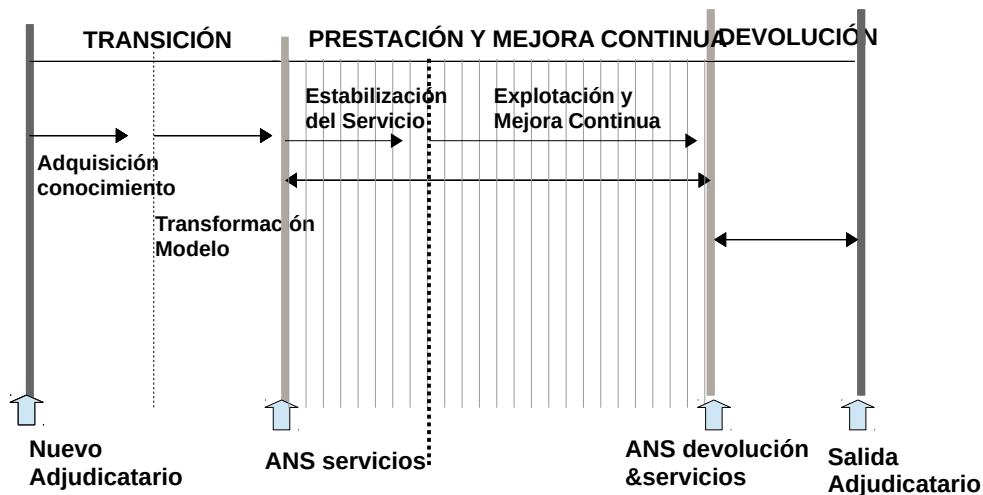 TRANSICIÓN
PRESTACIÓN Y MEJORA CONTINUA
DEVOLUCIÓN
Estabilización
del Servicio
Explotación y
Mejora Continua
Adquisición
conocimiento
Transformación
Modelo
Nuevo
Adjudicatario
ANS servicios
ANS devolución
&servicios
Salida
Adjudicatario